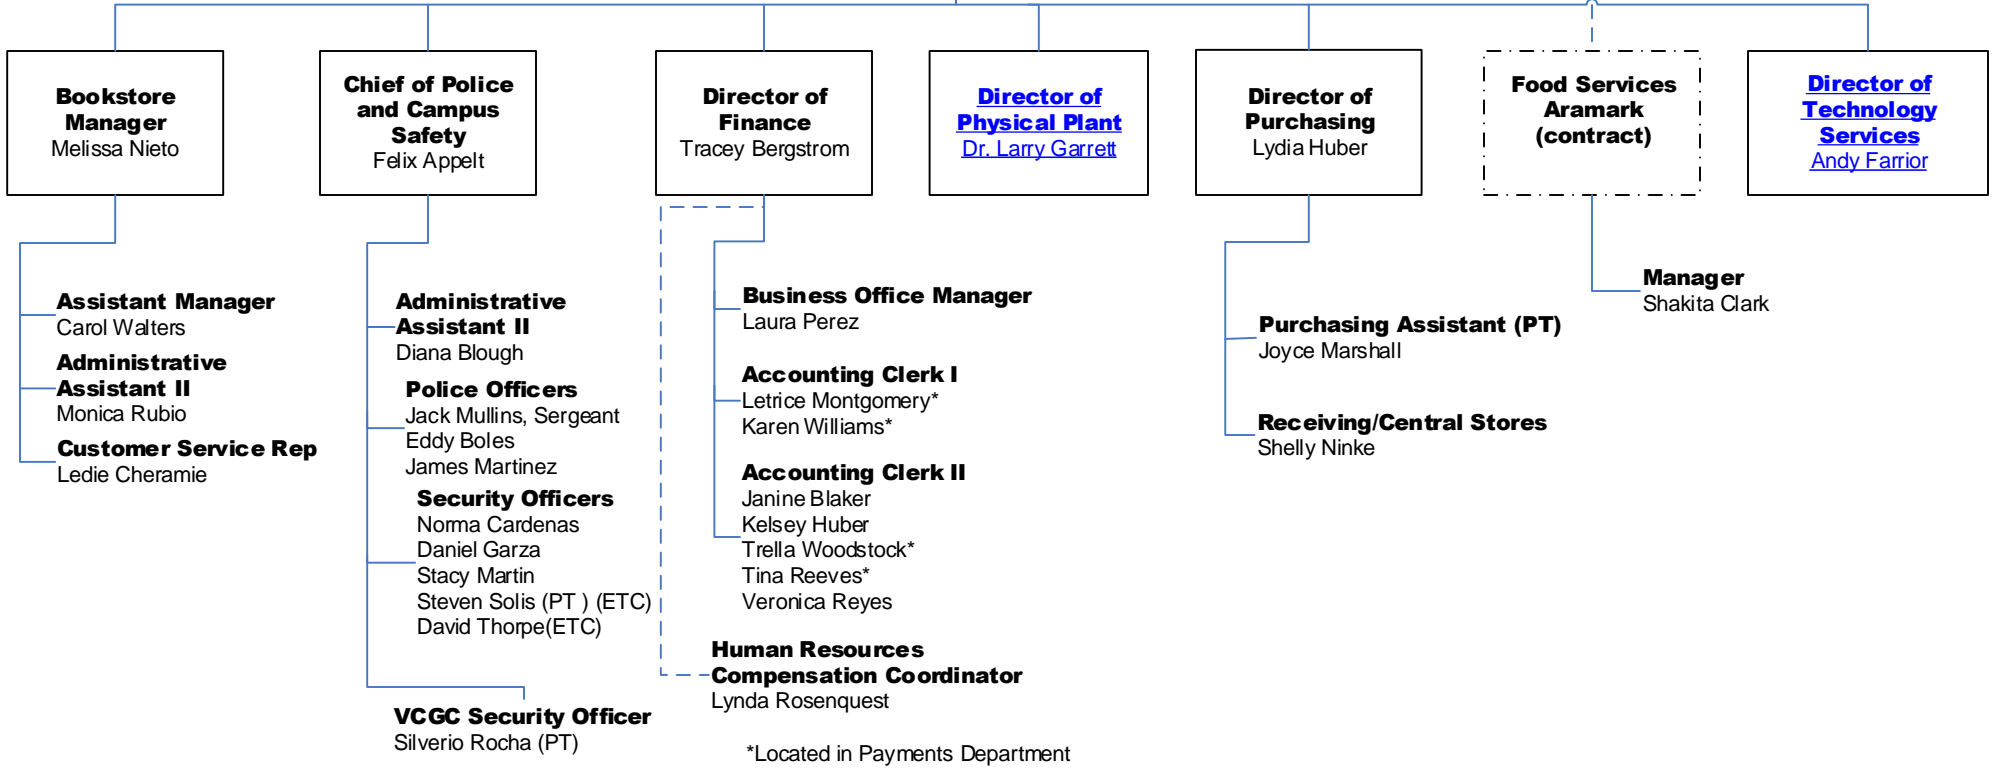 Bookstore
Manager
Melissa Nieto
Chief of Police
and Campus
Safety
Felix Appelt
Director of
Finance
Tracey Bergstrom
Director of
Physical Plant
Dr. Larry Garrett
Director of
Purchasing
Lydia Huber
Food Services
Aramark
(contract)
Director of
Technology
Services
Andy Farrior
Assistant Manager
Carol Walters
Administrative
Assistant II
Monica Rubio
Customer Service Rep
Ledie Cheramie
Administrative
Assistant II
Diana Blough
Police Officers
Jack Mullins, Sergeant
Eddy Boles
James Martinez
Security Officers
Norma Cardenas
Daniel Garza
Stacy Martin
Steven Solis (PT ) (ETC)
David Thorpe(ETC)
VCGC Security Officer
Silverio Rocha (PT)
Business Office Manager
Laura Perez
Accounting Clerk I
Letrice Montgomery*
Karen Williams*
Accounting Clerk II
Janine Blaker
Kelsey Huber
Trella Woodstock*
Tina Reeves*
Veronica Reyes
Human Resources
Compensation Coordinator
Lynda Rosenquest
*Located in Payments Department
Purchasing Assistant (PT)
Joyce Marshall
Receiving/Central Stores
Shelly Ninke
Manager
Shakita Clark